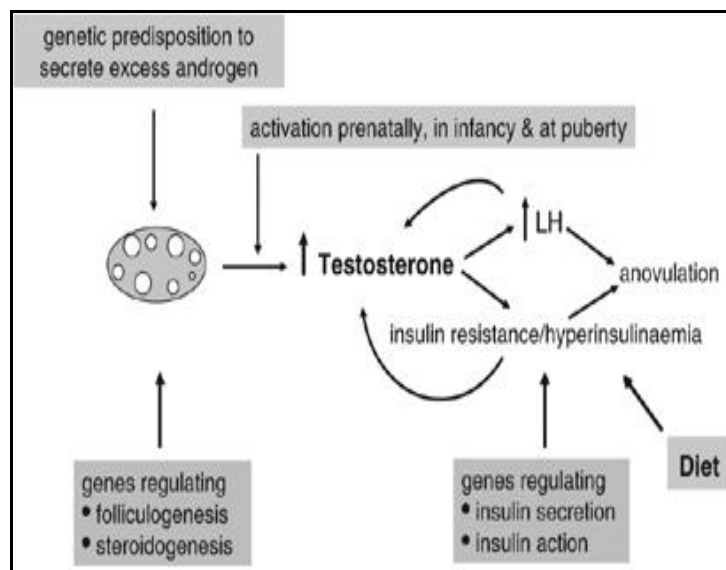 genetic predisposition to
secrete excess androgen
activation prenatally, in infancy & at puberty
LH
Testosterone
anovulation
insulin resistance/hyperinsulinaemia
Diet
genes regulating
• folliculogenesis
• steroidogenesis
genes regulating
• insulin secretion
• insulin action